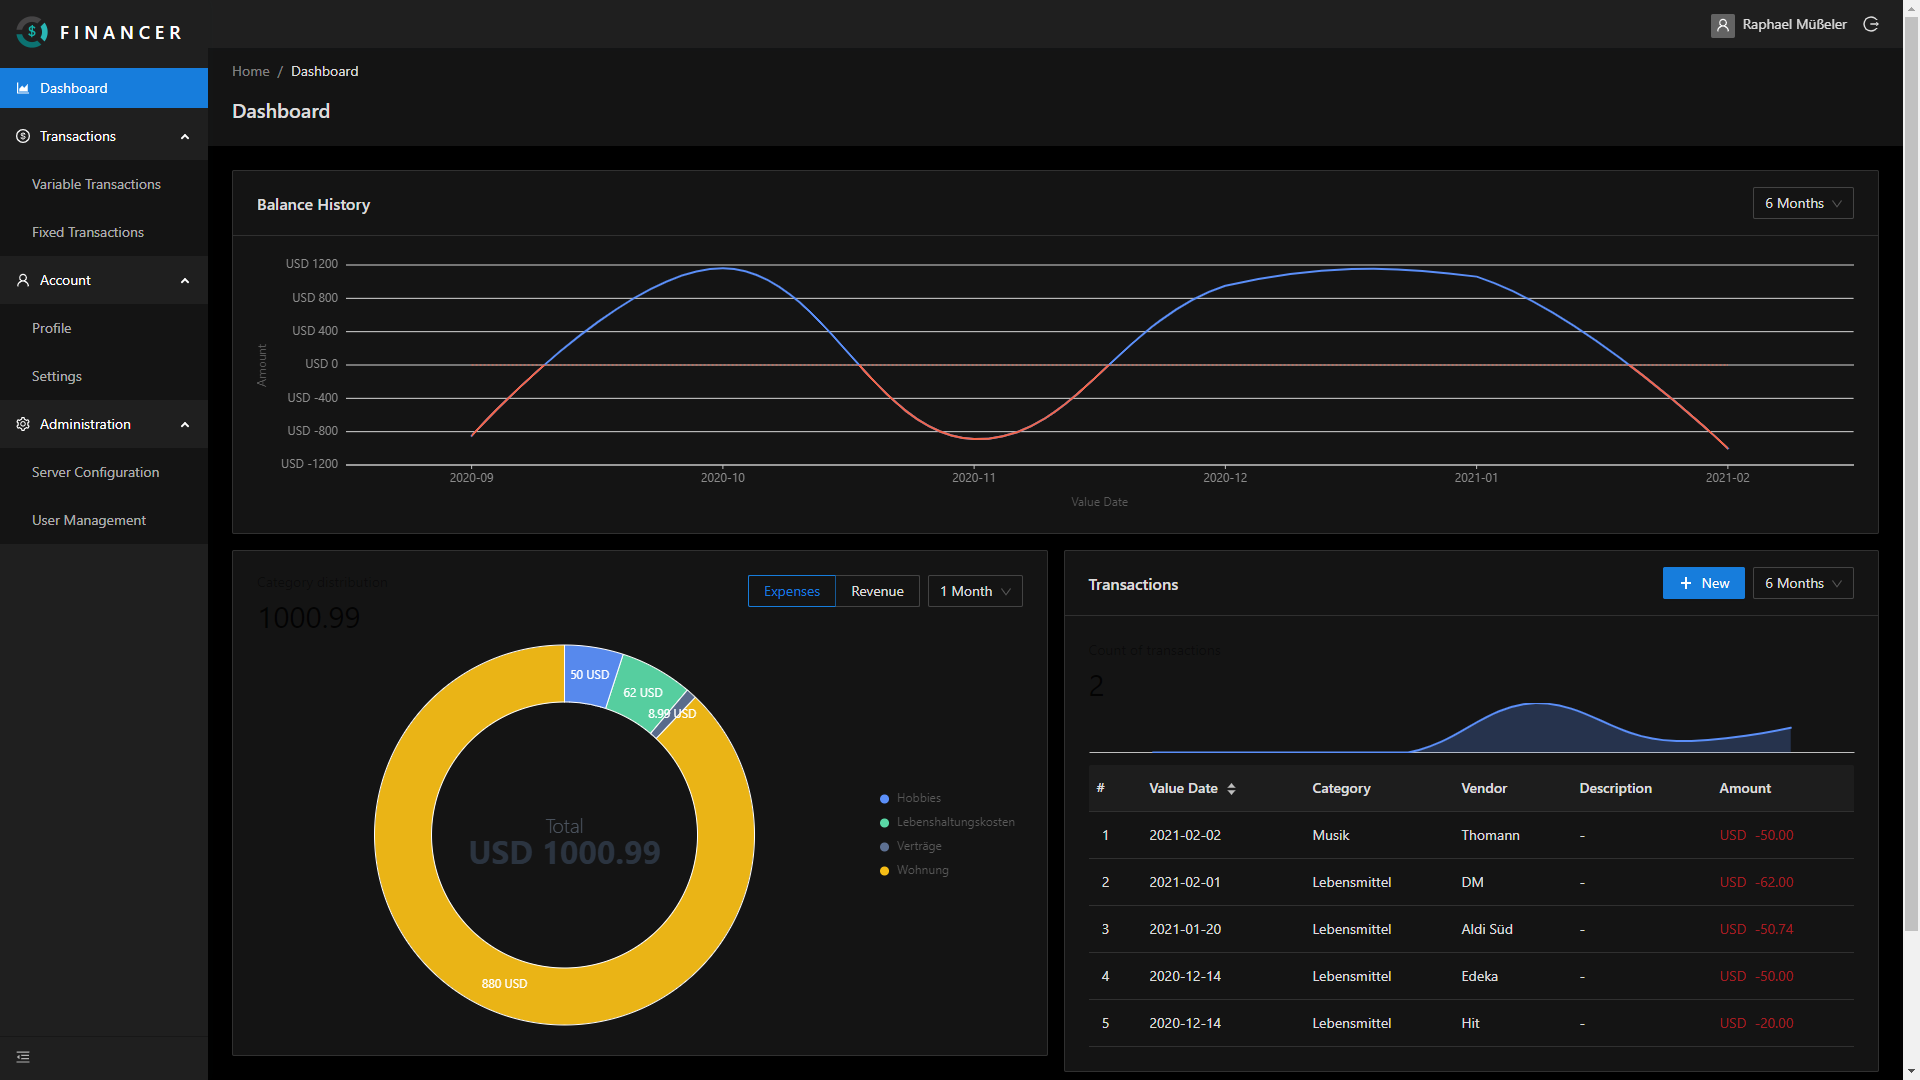 FINANCER
Raphael Müßeler
Dashboard
Transactions
Variable Transactions
Fixed Transactions
Account
Profile
Settings
Administration
Server Configuration
User Management
Home / Dashboard
Dashboard
Balance History
6 Months
USD 1200
USD 800
USD 400
USD 0
USD -400
USD -800
USD -1200
Amount
2020-09 2020-10 2020-11 2020-12 2021-01 2021-02
Value Date
Category distribution
1000.99
Expenses Revenue 1 Month
50 USD
62 USD
8.99 USD
880 USD
Total
USD 1000.99
Hobbies
Lebenshaltungskosten
Verträge
Wohnung
Transactions
+ New 6 Months
Count of transactions
2
# Value Date Category Vendor Description Amount
1 2021-02-02 Musik Thomann - USD -50.00
2 2021-02-01 Lebensmittel DM - USD -62.00
3 2021-01-20 Lebensmittel Aldi Süd - USD -50.74
4 2020-12-14 Lebensmittel Edeka - USD -50.00
5 2020-12-14 Lebensmittel Hit - USD -20.00